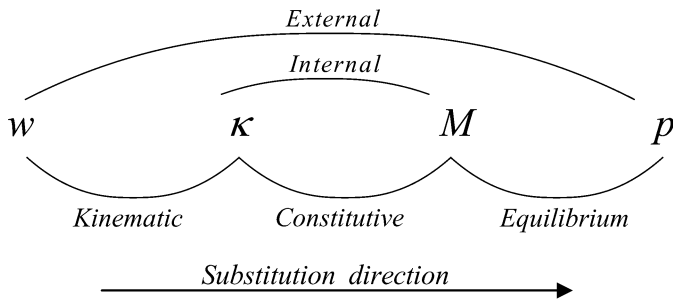 External
Internal
w κ M p
Kinematic Constitutive Equilibrium
Substitution direction